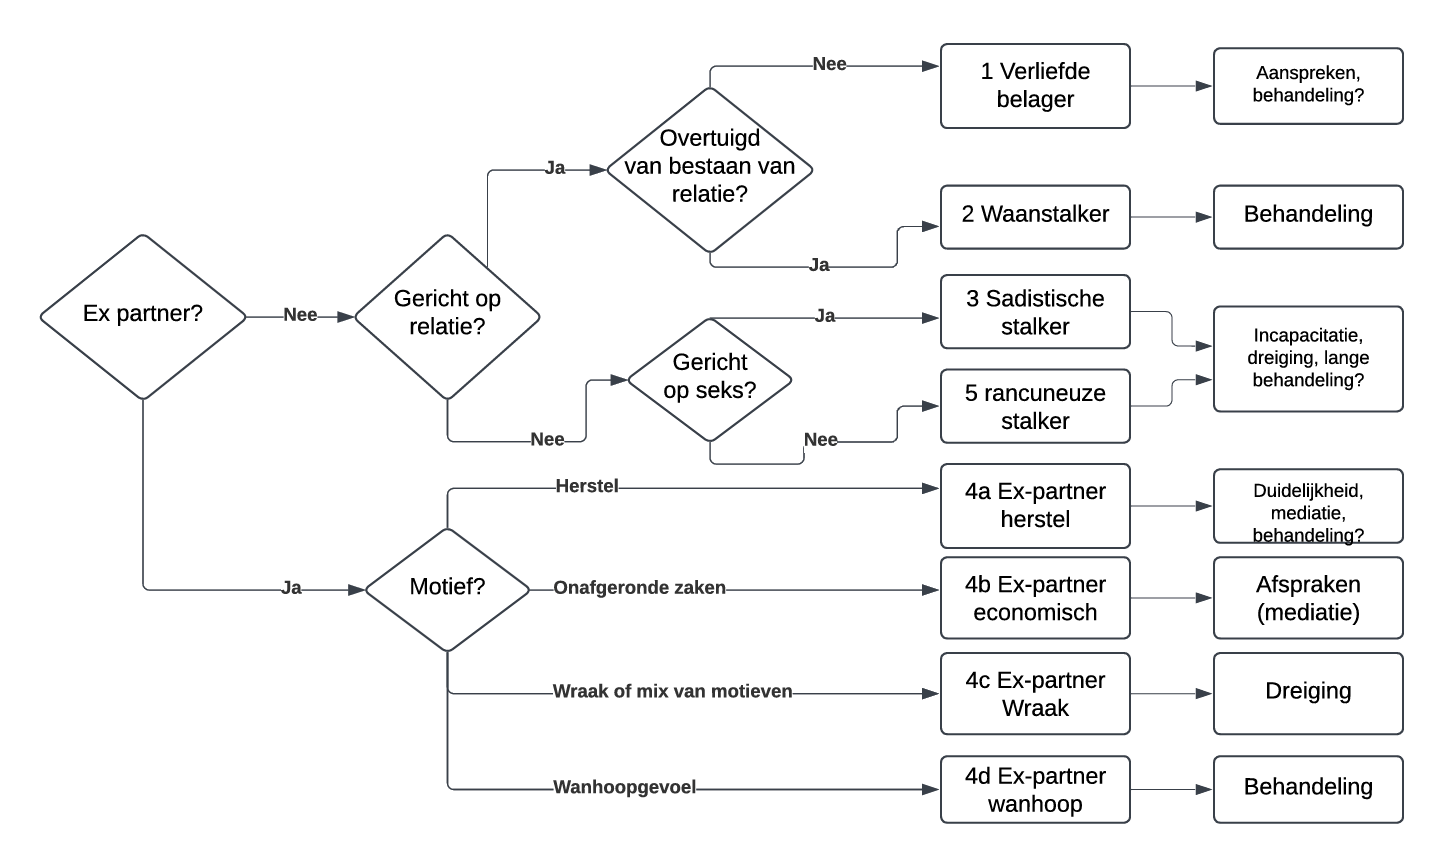 Nee
1 Verliefde
belager
Aanspreken,
behandeling?
Overtuigd
van bestaan van
relatie?
Ja
2 Waanstalker
Behandeling
Ja
Ex partner?
Nee
Gericht op
relatie?
Ja
3 Sadistische
stalker
Incapacitatie,
dreiging, lange
behandeling?
Gericht
op seks?
5 rancuneuze
stalker
Nee
Nee
Herstel
4a Ex-partner
herstel
Duidelijkheid,
mediatie,
behandeling?
Ja
Motief?
Onafgeronde zaken
4b Ex-partner
economisch
Afspraken
(mediatie)
Wraak of mix van motieven
4c Ex-partner
Wraak
Dreiging
Wanhoopgevoel
4d Ex-partner
wanhoop
Behandeling